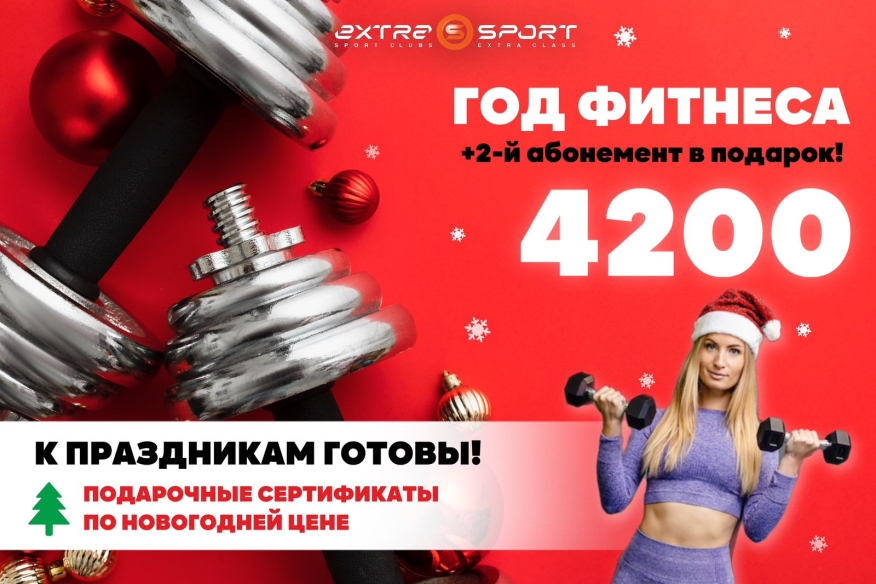 eXTRa S SPORT
SPORT CLUBS EXTRA CLASS
ГОД ФИТНЕСА
+2-й абонемент в подарок!
4200
К ПРАЗДНИКАМ ГОТОВЫ!
ПОДАРОЧНЫЕ СЕРТИФИКАТЫ
ПО НОВОГОДНЕЙ ЦЕНЕ